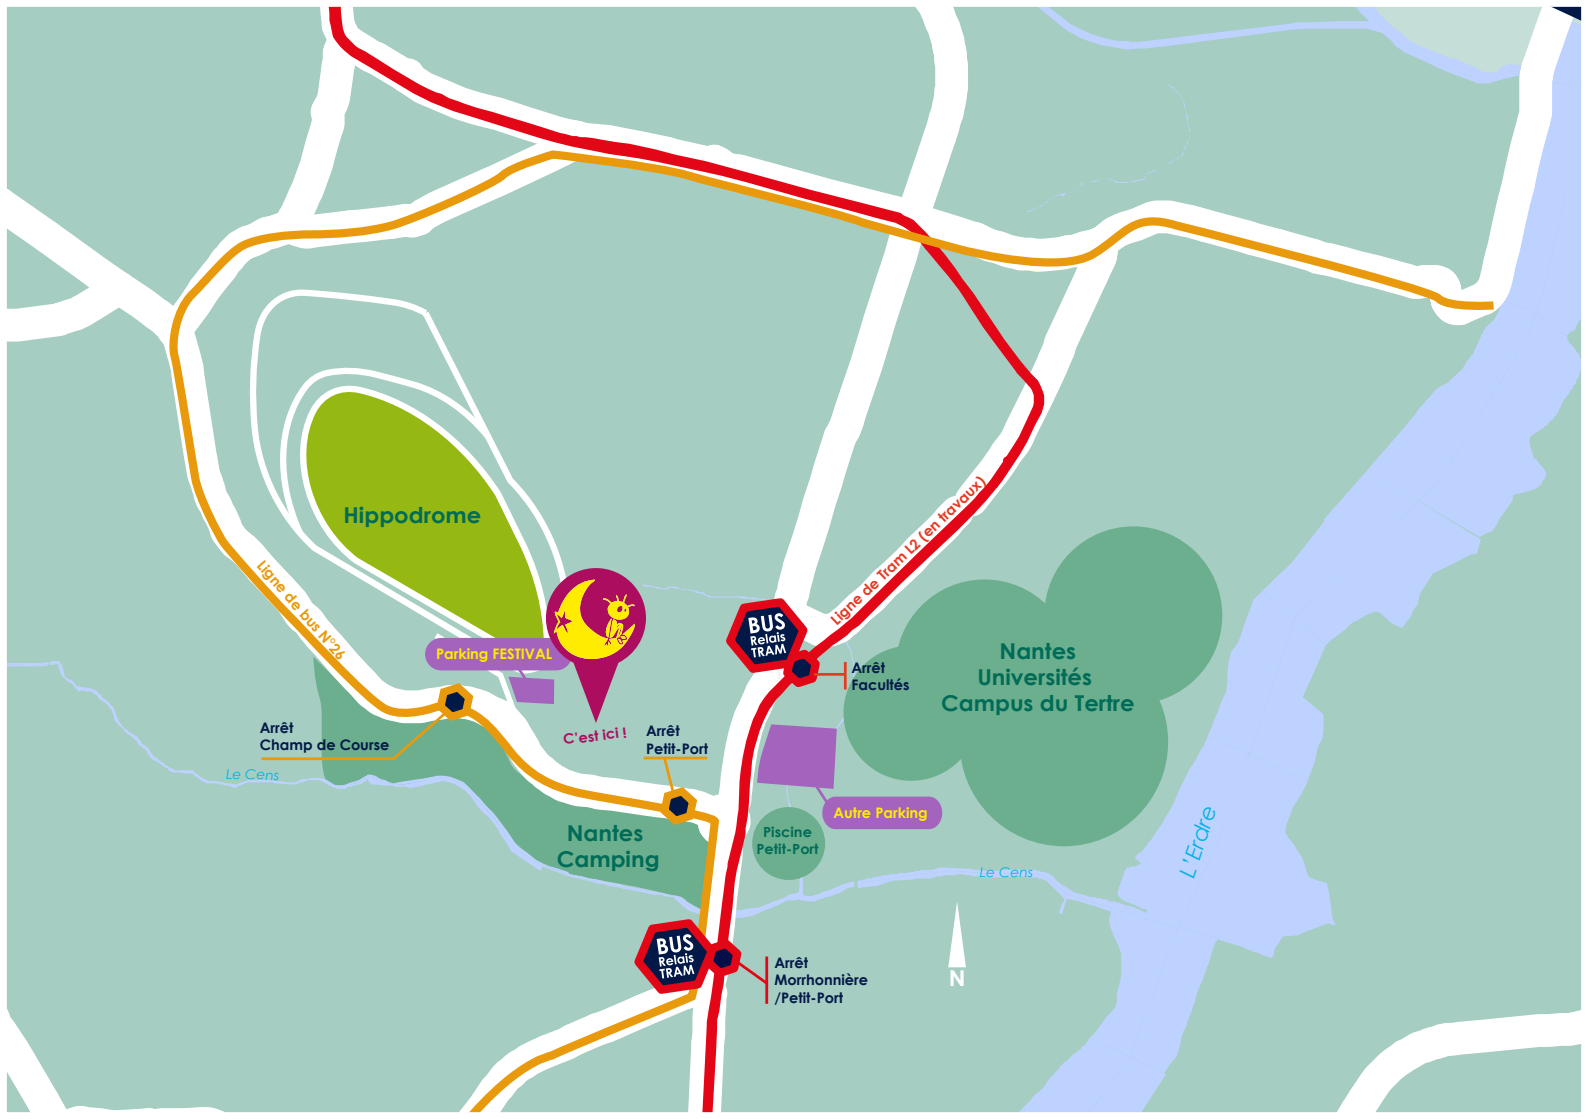 Hippodrome
Ligne de Tram L2 (en travaux)
Ligne de bus N°26
BUS
Relais
TRAM
Parking FESTIVAL
Nantes
Universités
Campus du Tertre
Arrêt
Facultés
Arrêt
Champ de Course
C'est ici !
Arrêt
Petit-Port
Le Cens
Autre Parking
Nantes
Camping
Piscine
Petit-Port
L'Erdre
Le Cens
BUS
Relais
TRAM
Arrêt
Morrhonnière
/Petit-Port
N